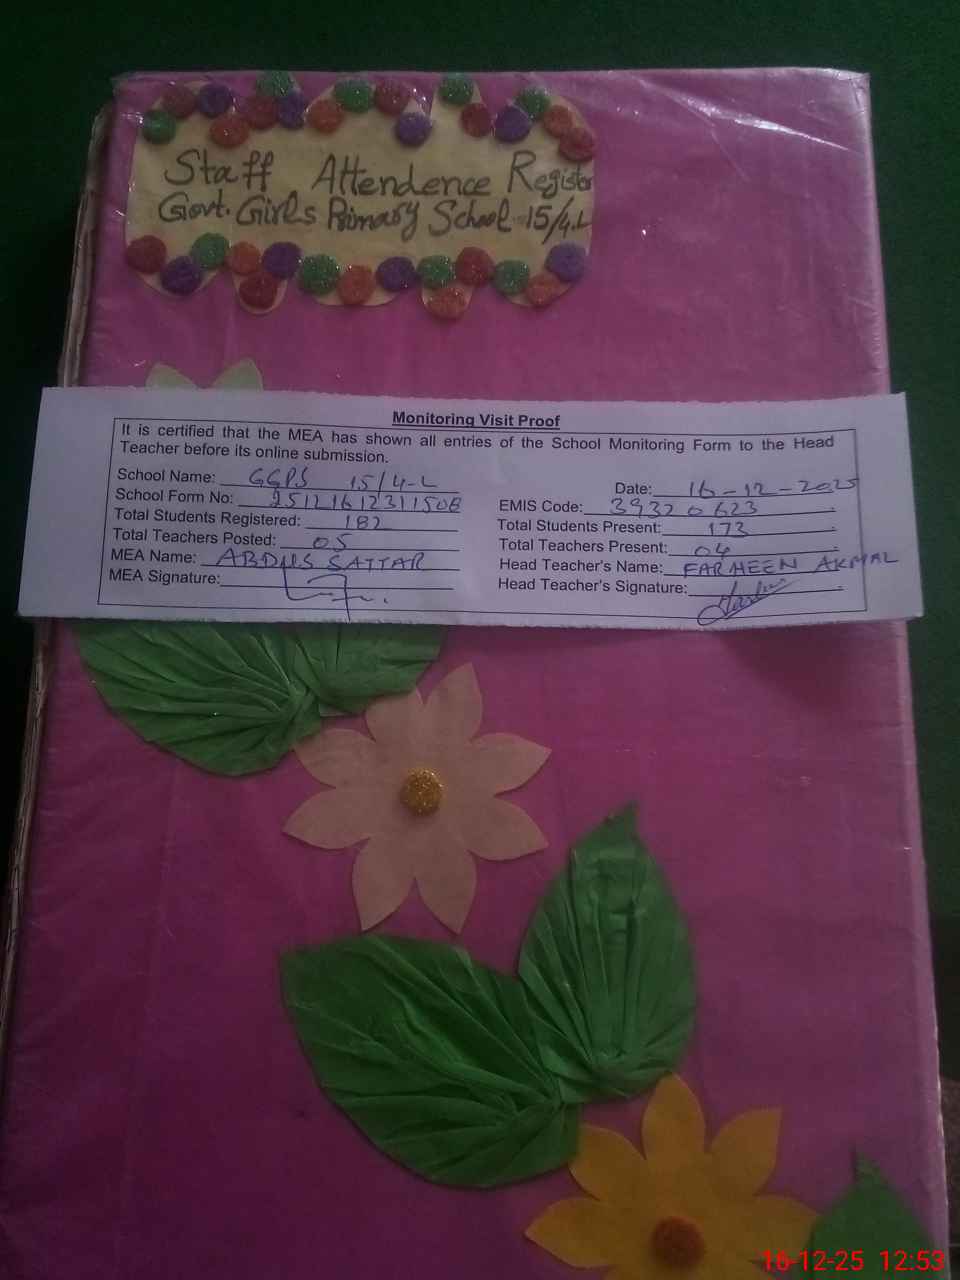 Staff Attendence Register
Govt. Girls Primary School 15/4.L
Monitoring Visit Proof
It is certified that the MEA has shown all entries of the School Monitoring Form to the Head
Teacher before its online submission.
School Name: GGPS 15/4-L
Date: 16-12-2025
School Form No: 2512161231150B
EMIS Code: 39320623
Total Students Registered: 182
Total Students Present: 173
Total Teachers Posted: 05
Total Teachers Present: 04
MEA Name: ABDUS SATTAR
Head Teacher's Name: FARHEEN AKMAL
MEA Signature:
Head Teacher's Signature:
16-12-25 12:53